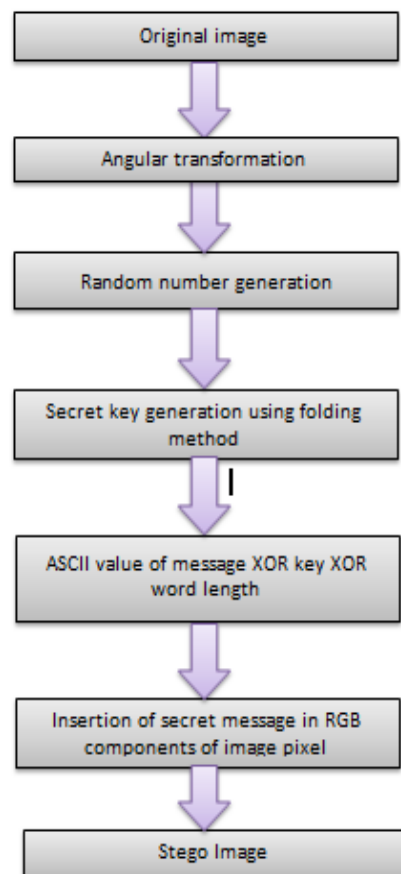 Original image
Angular transformation
Random number generation
Secret key generation using folding
method
ASCII value of message XOR key XOR
word length
Insertion of secret message in RGB
components of image pixel
Stego Image